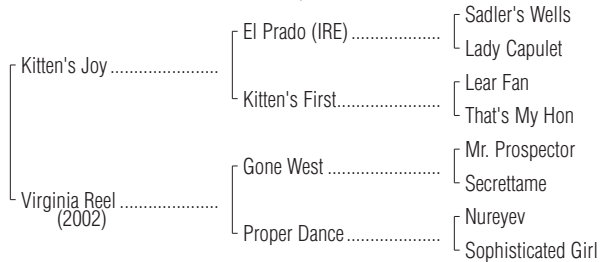 Sadler's Wells
El Prado (IRE) ....................
Lady Capulet
Kitten's Joy ........................
Lear Fan
Kitten's First.......................
That's My Hon
Mr. Prospector
Gone West .........................
Secrettame
Virginia Reel ......................
(2002)
Nureyev
Proper Dance.....................
Sophisticated Girl